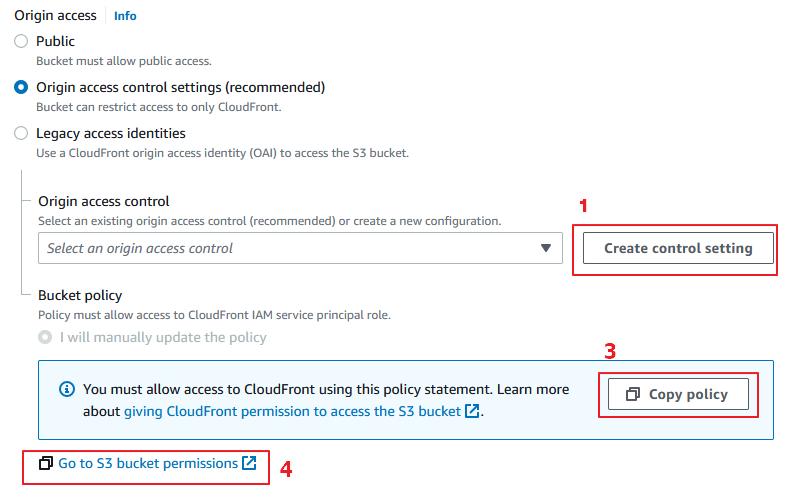 Origin access Info
Public
Bucket must allow public access.
Origin access control settings (recommended)
Bucket can restrict access to only CloudFront.
Legacy access identities
Use a CloudFront origin access identity (OAI) to access the S3 bucket.
Origin access control
1
Select an existing origin access control (recommended) or create a new configuration.
Select an origin access control
Create control setting
Bucket policy
Policy must allow access to CloudFront IAM service principal role.
I will manually update the policy
3
You must allow access to CloudFront using this policy statement. Learn more
about giving CloudFront permission to access the S3 bucket.
Copy policy
Go to S3 bucket permissions
4